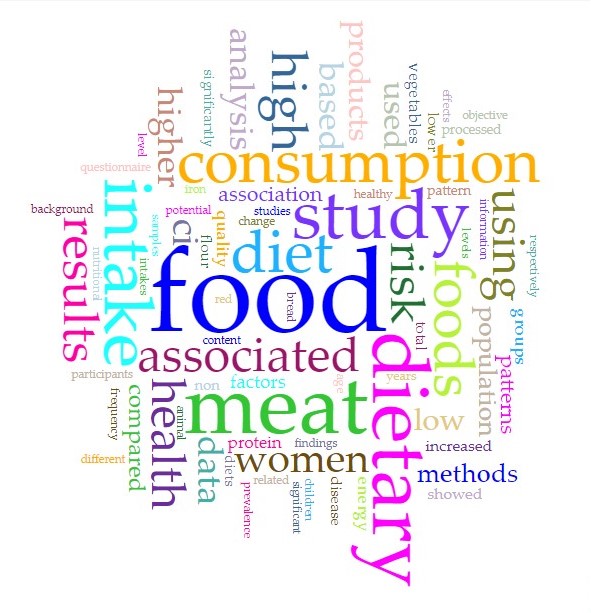 products
analysis
high
based
used
vegetables
effects
significantly
higher
lower
objective
processed
level
questionnaire
consumption
iron
association
healthy
pattern
background
intake
samples
potential
studies
change
study
using
information
results
nutritional
intakes
ci
flour
quality
diet
risk
levels
foods
respectively
food
red
bread
content
total
population
groups
associated
dietary
patterns
participants
frequency
compared
health
animal
non
factors
age
years
meat
low
different
data
diets
protein
findings
women
increased
methods
related
prevalence
significant
children
disease
energy
showed